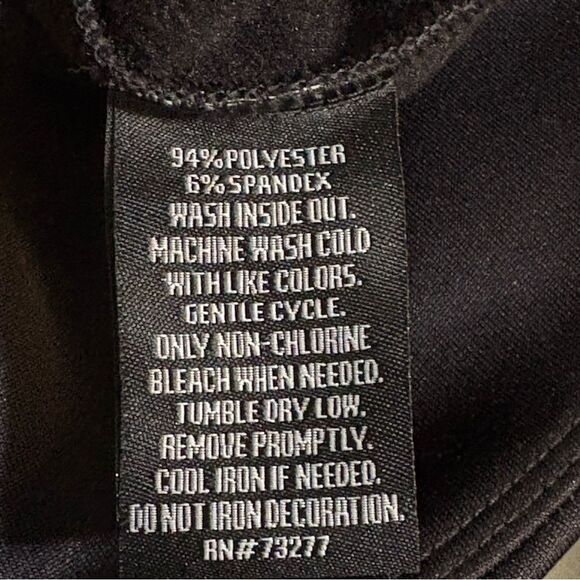 94% POLYESTER
6% SPANDEX
WASH INSIDE OUT.
MACHINE WASH COLD
WITH LIKE COLORS.
GENTLE CYCLE.
ONLY NON-CHLORINE
BLEACH WHEN NEEDED.
TUMBLE DRY LOW.
REMOVE PROMPTLY.
COOL IRON IF NEEDED.
DO NOT IRON DECORATION.
RN# 73277